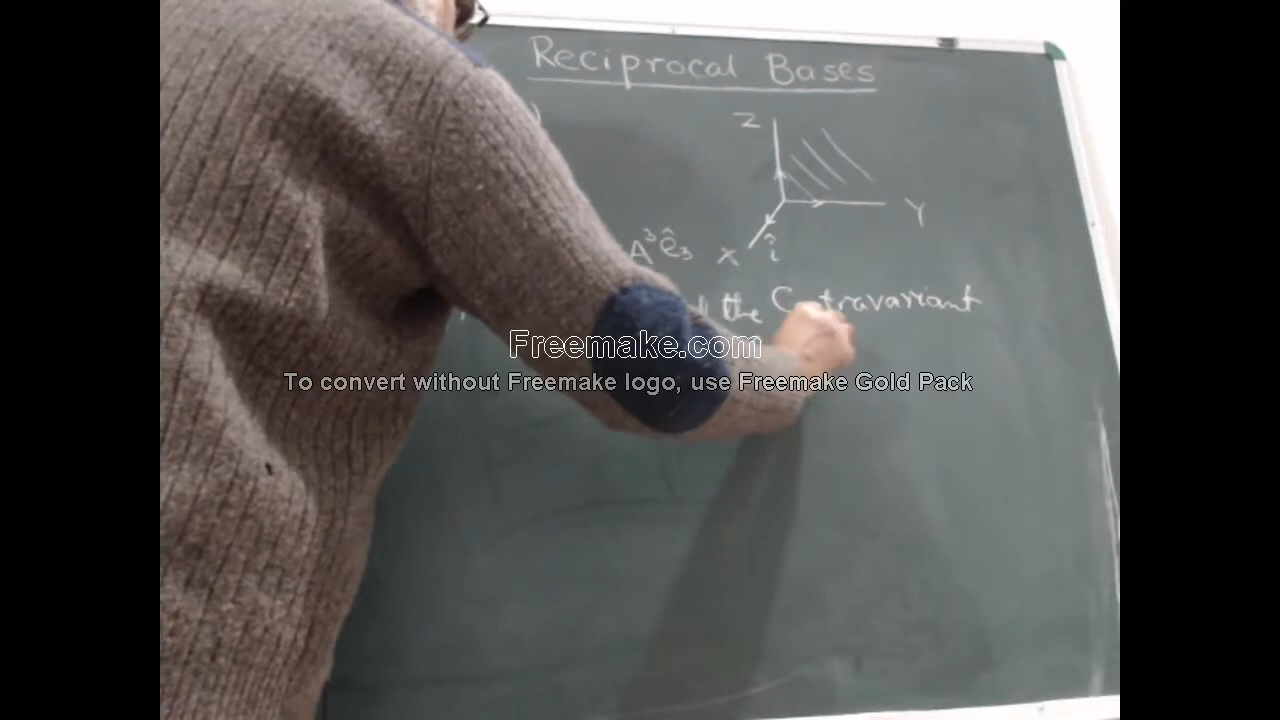 Reciprocal Bases
Z
Y
A³ê₃ X î
the Contravariant
Freemake.com
To convert without Freemake logo, use Freemake Gold Pack